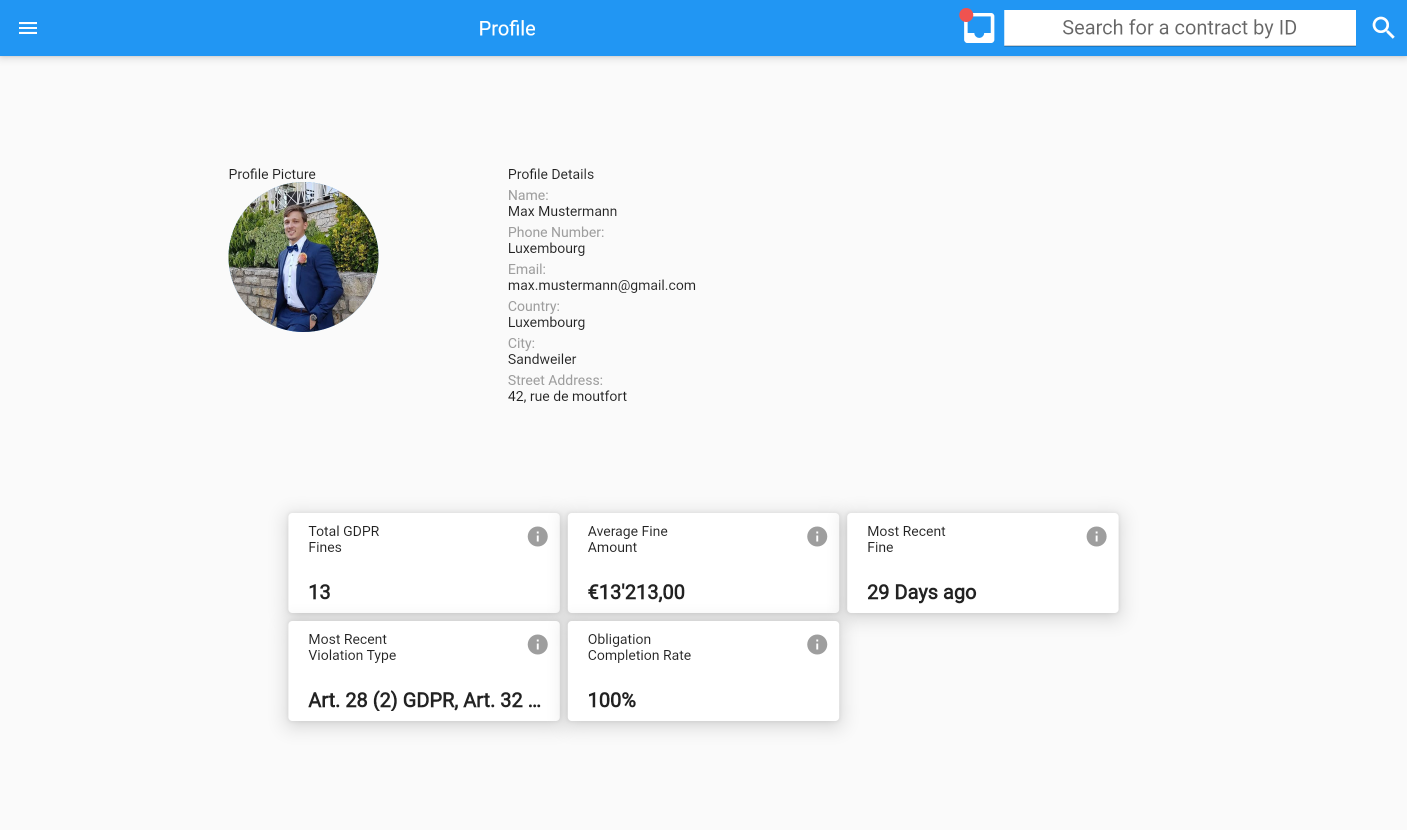 Profile
Search for a contract by ID
Profile Picture
Profile Details
Name:
Max Mustermann
Phone Number:
Luxembourg
Email:
max.mustermann@gmail.com
Country:
Luxembourg
City:
Sandweiler
Street Address:
42, rue de moutfort
Total GDPR
Fines
13
Average Fine
Amount
€13'213,00
Most Recent
Fine
29 Days ago
Most Recent
Violation Type
Art. 28 (2) GDPR, Art. 32 ...
Obligation
Completion Rate
100%